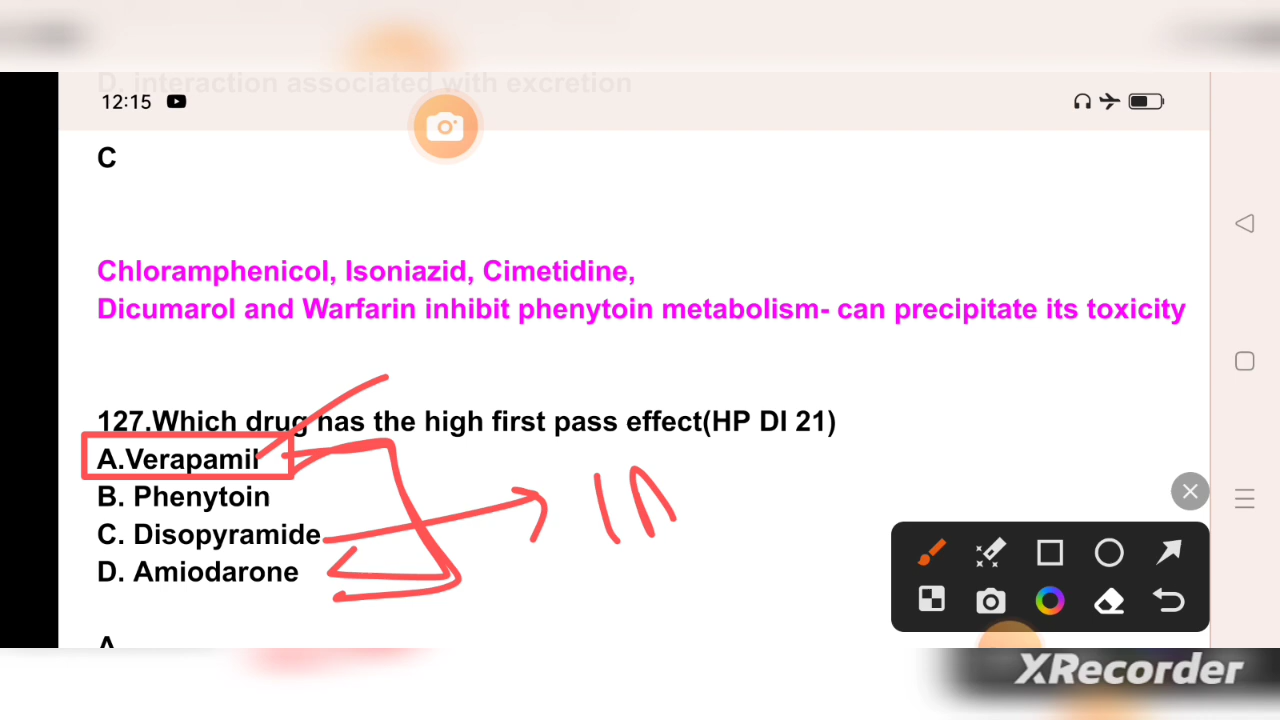 D. interaction associated with excretion
12:15
C
Chloramphenicol, Isoniazid, Cimetidine,
Dicumarol and Warfarin inhibit phenytoin metabolism- can precipitate its toxicity
127.Which drug has the high first pass effect(HP DI 21)
A.Verapamil
B. Phenytoin
C. Disopyramide
D. Amiodarone
A
XRecorder